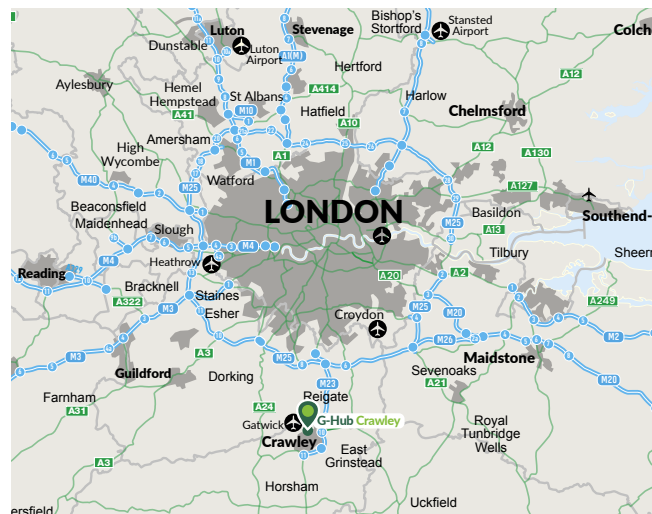 Bishop's
Stortford
Stansted
Airport
Luton
Stevenage
Colch
Dunstable
Luton
Airport
A1(M)
Hertford
A12
Aylesbury
Hemel
Hempstead
A414
St Albans
Harlow
A41
M10
Hatfield
Chelmsford
A10
Amersham
High
Wycombe
A1
A12
A130
M1
M40
M25
Watford
A127
Beaconsfield
LONDON
Basildon
Maidenhead
M25
Southend-
Slough
A13
M4
Tilbury
Sheern
M4
Heathrow
Reading
A20
A2
Bracknell
A322
Staines
A249
M3
Esher
Croydon
M25
M20
M2
M3
A3
M26
M25
Maidstone
Guildford
Dorking
M23
Sevenoaks
M20
A21
Farnham
Reigate
A31
A24
G-Hub Crawley
Gatwick
Crawley
Royal
Tunbridge
Wells
East
Grinstead
A3
Horsham
Uckfield
ersfield